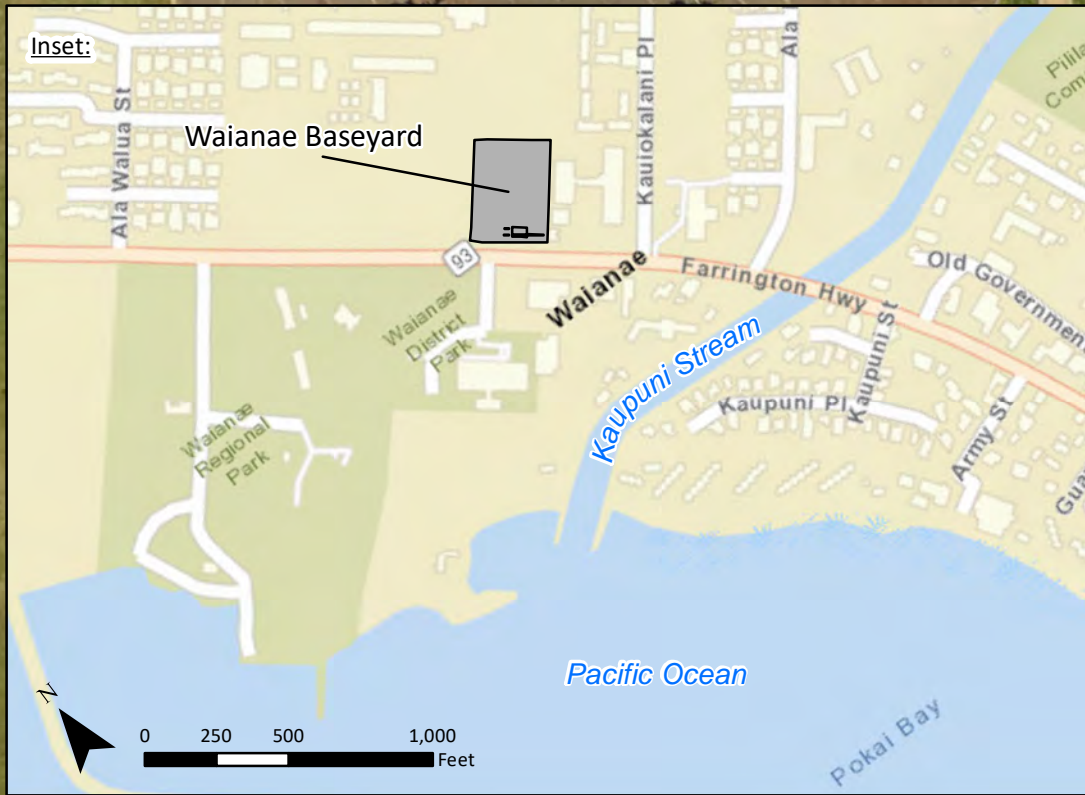 Inset:
Ala Walua St
Waianae Baseyard
Kauiokalani Pl
Ala
93
Farrington Hwy
Waianae
Waianae
District
Park
Waianae
Regional
Park
Kaupuni Stream
Kaupuni Pl
Kaupuni St
Old Government
Army St
Pacific Ocean
Pokai Bay
N
0 250 500 1,000
Feet